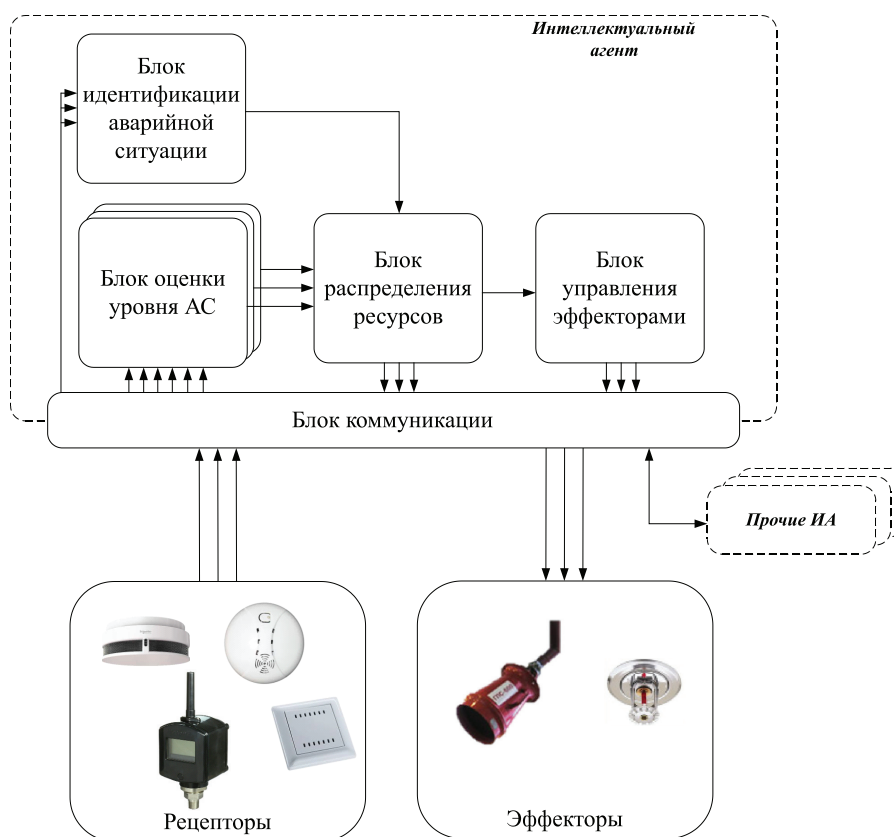 Интеллектуальный
агент
Блок
идентификации
аварийной
ситуации
Блок оценки
уровня АС
Блок
распределения
ресурсов
Блок
управления
эффекторами
Блок коммуникации
Прочие ИА
Рецепторы
Эффекторы